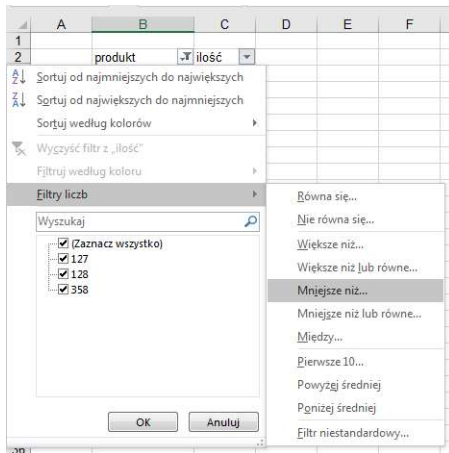 A B C D E F
1
2 produkt ilość
Sortuj od najmniejszych do największych
Sortuj od największych do najmniejszych
Sortuj według kolorów
Wyczyść filtr z „ilość"
Filtruj według koloru
Filtry liczb
Wyszukaj
(Zaznacz wszystko)
127
128
358
OK Anuluj
Równa się...
Nie równa się...
Większe niż...
Większe niż lub równe...
Mniejsze niż...
Mniejsze niż lub równe...
Między...
Pierwsze 10...
Powyżej średniej
Poniżej średniej
Filtr niestandardowy...